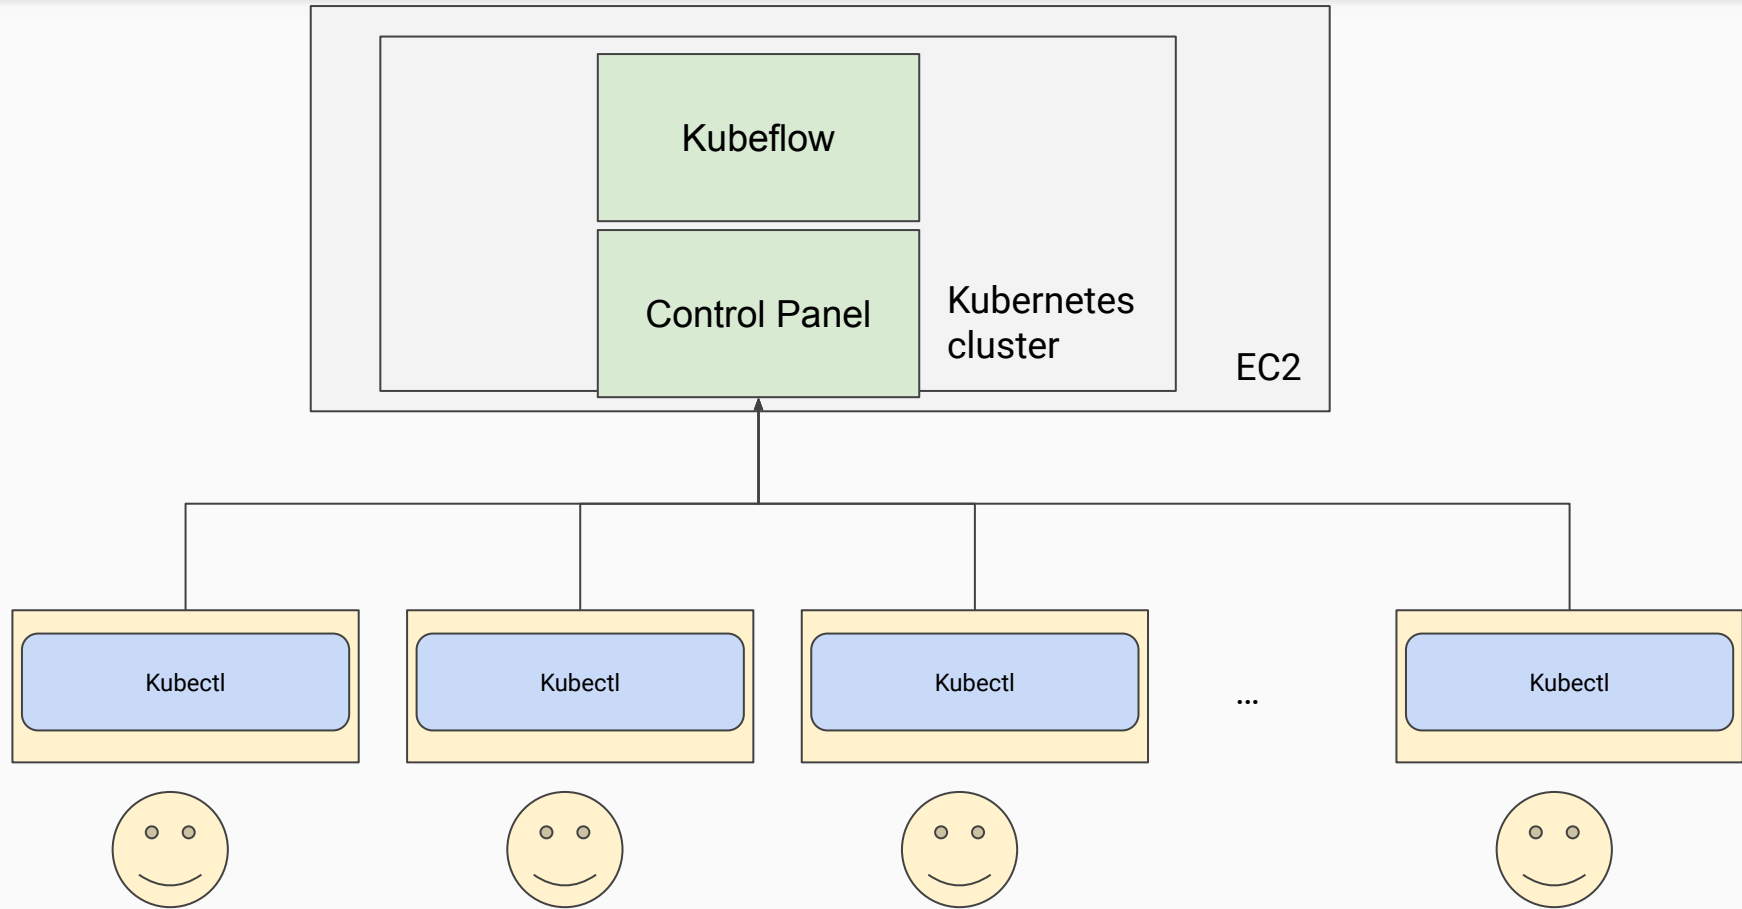 Kubeflow
Control Panel
Kubernetes
cluster
EC2
Kubectl
Kubectl
Kubectl
...
Kubectl